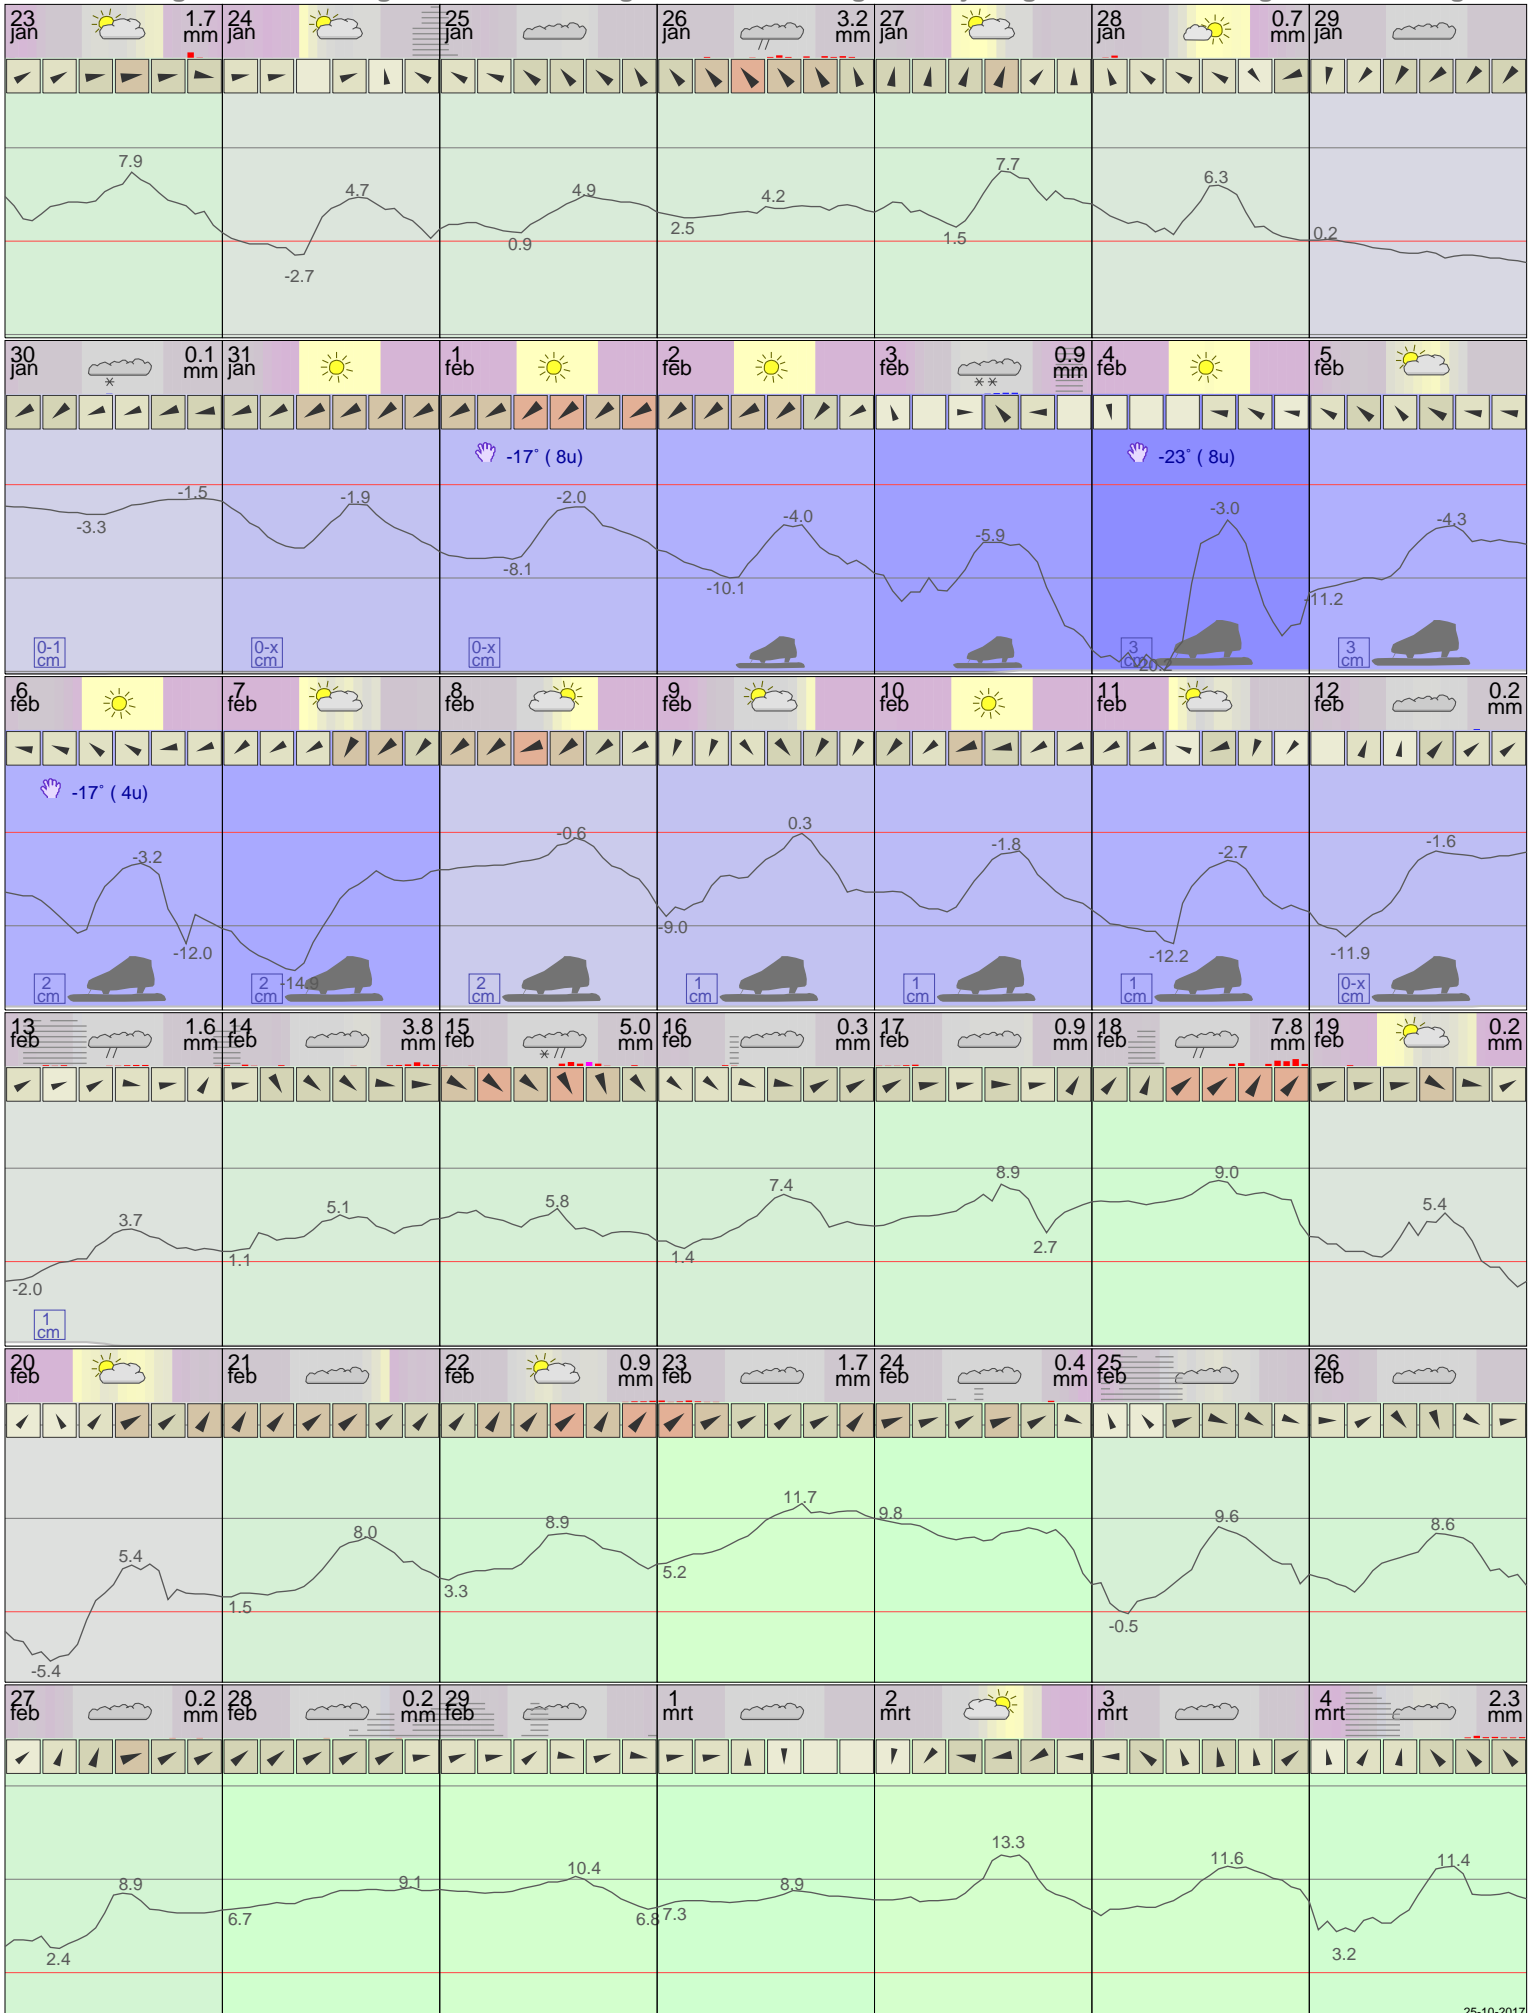 23 jan 1.7 mm
24 jan
25 jan
26 jan 3.2 mm
27 jan
28 jan 0.7 mm
29 jan
7.9
-2.7 4.7
0.9 4.9
2.5 4.2
1.5 7.7
6.3
0.2
30 jan 0.1 mm
31 jan
1 feb
2 feb
3 feb 0.9 mm
4 feb
5 feb
-17° ( 8u)
-23° ( 8u)
-3.3 -1.5
-1.9
-8.1 -2.0
-10.1 -4.0
-5.9
-20.2 -3.0
-11.2 -4.3
0-1 cm
0-x cm
0-x cm
3 cm
3 cm
6 feb
7 feb
8 feb
9 feb
10 feb
11 feb
12 feb 0.2 mm
-17° ( 4u)
-3.2 -12.0
-14.9
-0.6
-9.0 0.3
-1.8
-12.2 -2.7
-11.9 -1.6
2 cm
2 cm
2 cm
1 cm
1 cm
1 cm
0-x cm
13 feb 1.6 mm
14 feb 3.8 mm
15 feb 5.0 mm
16 feb 0.3 mm
17 feb 0.9 mm
18 feb 7.8 mm
19 feb 0.2 mm
-2.0 3.7
1.1 5.1
5.8
1.4 7.4
8.9 2.7
9.0
5.4
1 cm
20 feb
21 feb
22 feb 0.9 mm
23 feb 1.7 mm
24 feb 0.4 mm
25 feb
26 feb
-5.4 5.4
1.5 8.0
3.3 8.9
5.2 11.7
9.8
-0.5 9.6
8.6
27 feb 0.2 mm
28 feb 0.2 mm
29 feb
1 mrt
2 mrt
3 mrt
4 mrt 2.3 mm
2.4 8.9
6.7 9.1
10.4 6.8
7.3 8.9
13.3
11.6
3.2 11.4
25-10-2017